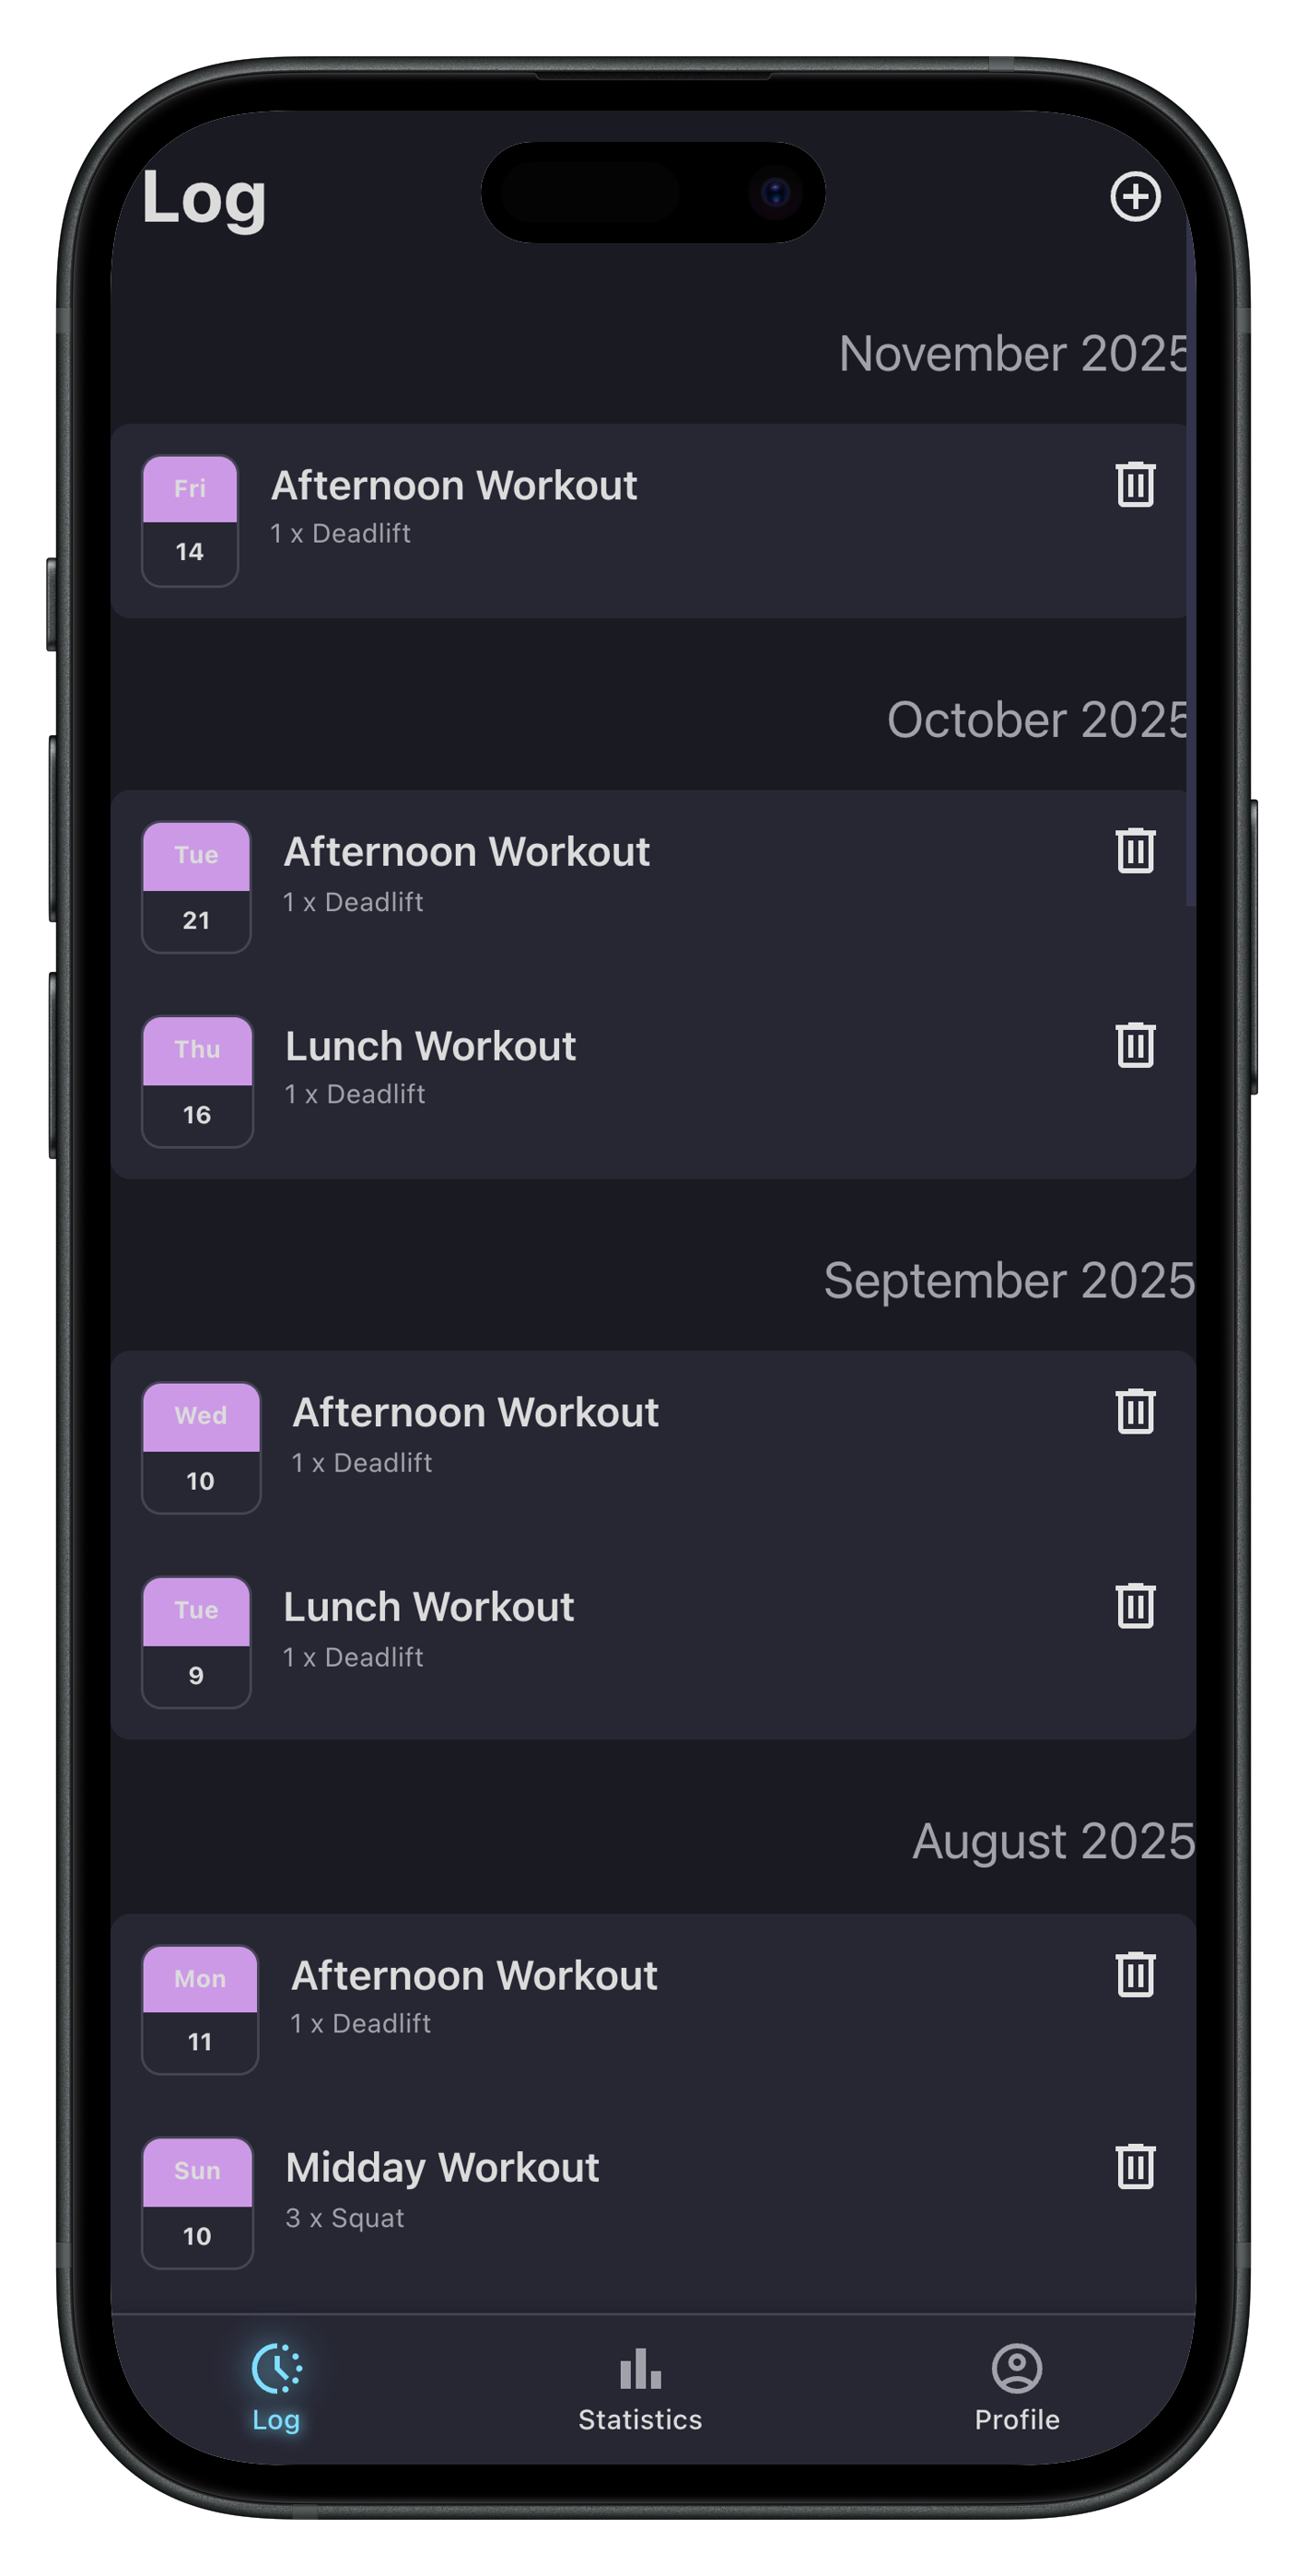 Log
November 2025
Fri
14
Afternoon Workout
1 x Deadlift
October 2025
Tue
21
Afternoon Workout
1 x Deadlift
Thu
16
Lunch Workout
1 x Deadlift
September 2025
Wed
10
Afternoon Workout
1 x Deadlift
Tue
9
Lunch Workout
1 x Deadlift
August 2025
Mon
11
Afternoon Workout
1 x Deadlift
Sun
10
Midday Workout
3 x Squat
Log
Statistics
Profile